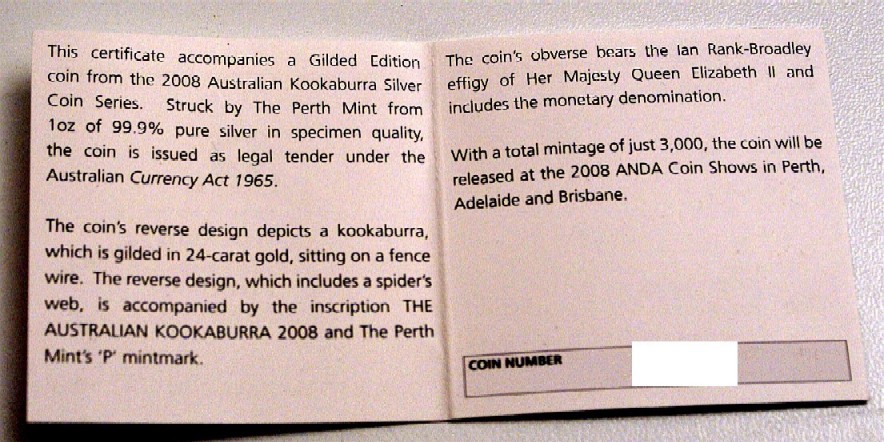 This certificate accompanies a Gilded Edition
coin from the 2008 Australian Kookaburra Silver
Coin Series. Struck by The Perth Mint from
1oz of 99.9% pure silver in specimen quality,
the coin is issued as legal tender under the
Australian Currency Act 1965.
The coin's reverse design depicts a kookaburra,
which is gilded in 24-carat gold, sitting on a fence
wire. The reverse design, which includes a spider's
web, is accompanied by the inscription THE
AUSTRALIAN KOOKABURRA 2008 and The Perth
Mint's 'P' mintmark.
The coin's obverse bears the Ian Rank-Broadley
effigy of Her Majesty Queen Elizabeth II and
includes the monetary denomination.
With a total mintage of just 3,000, the coin will be
released at the 2008 ANDA Coin Shows in Perth,
Adelaide and Brisbane.
COIN NUMBER